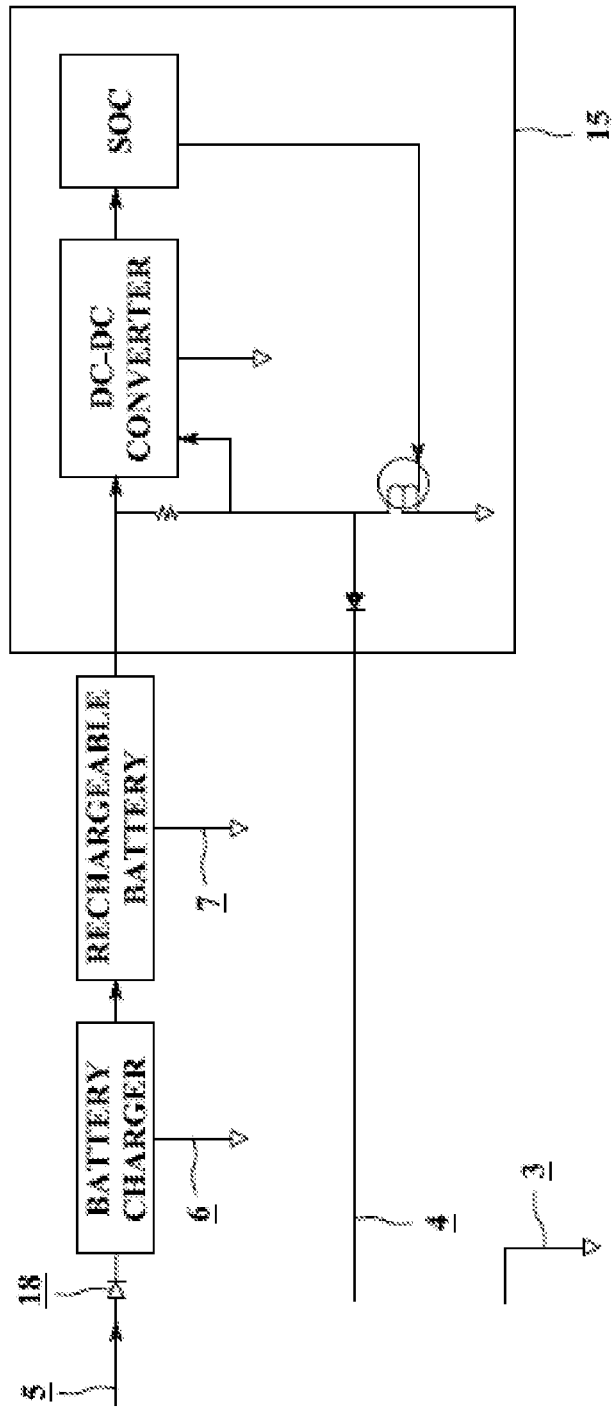 5
18
BATTERY
CHARGER
6
RECHARGEABLE
BATTERY
7
DC-DC
CONVERTER
SOC
15
4
3